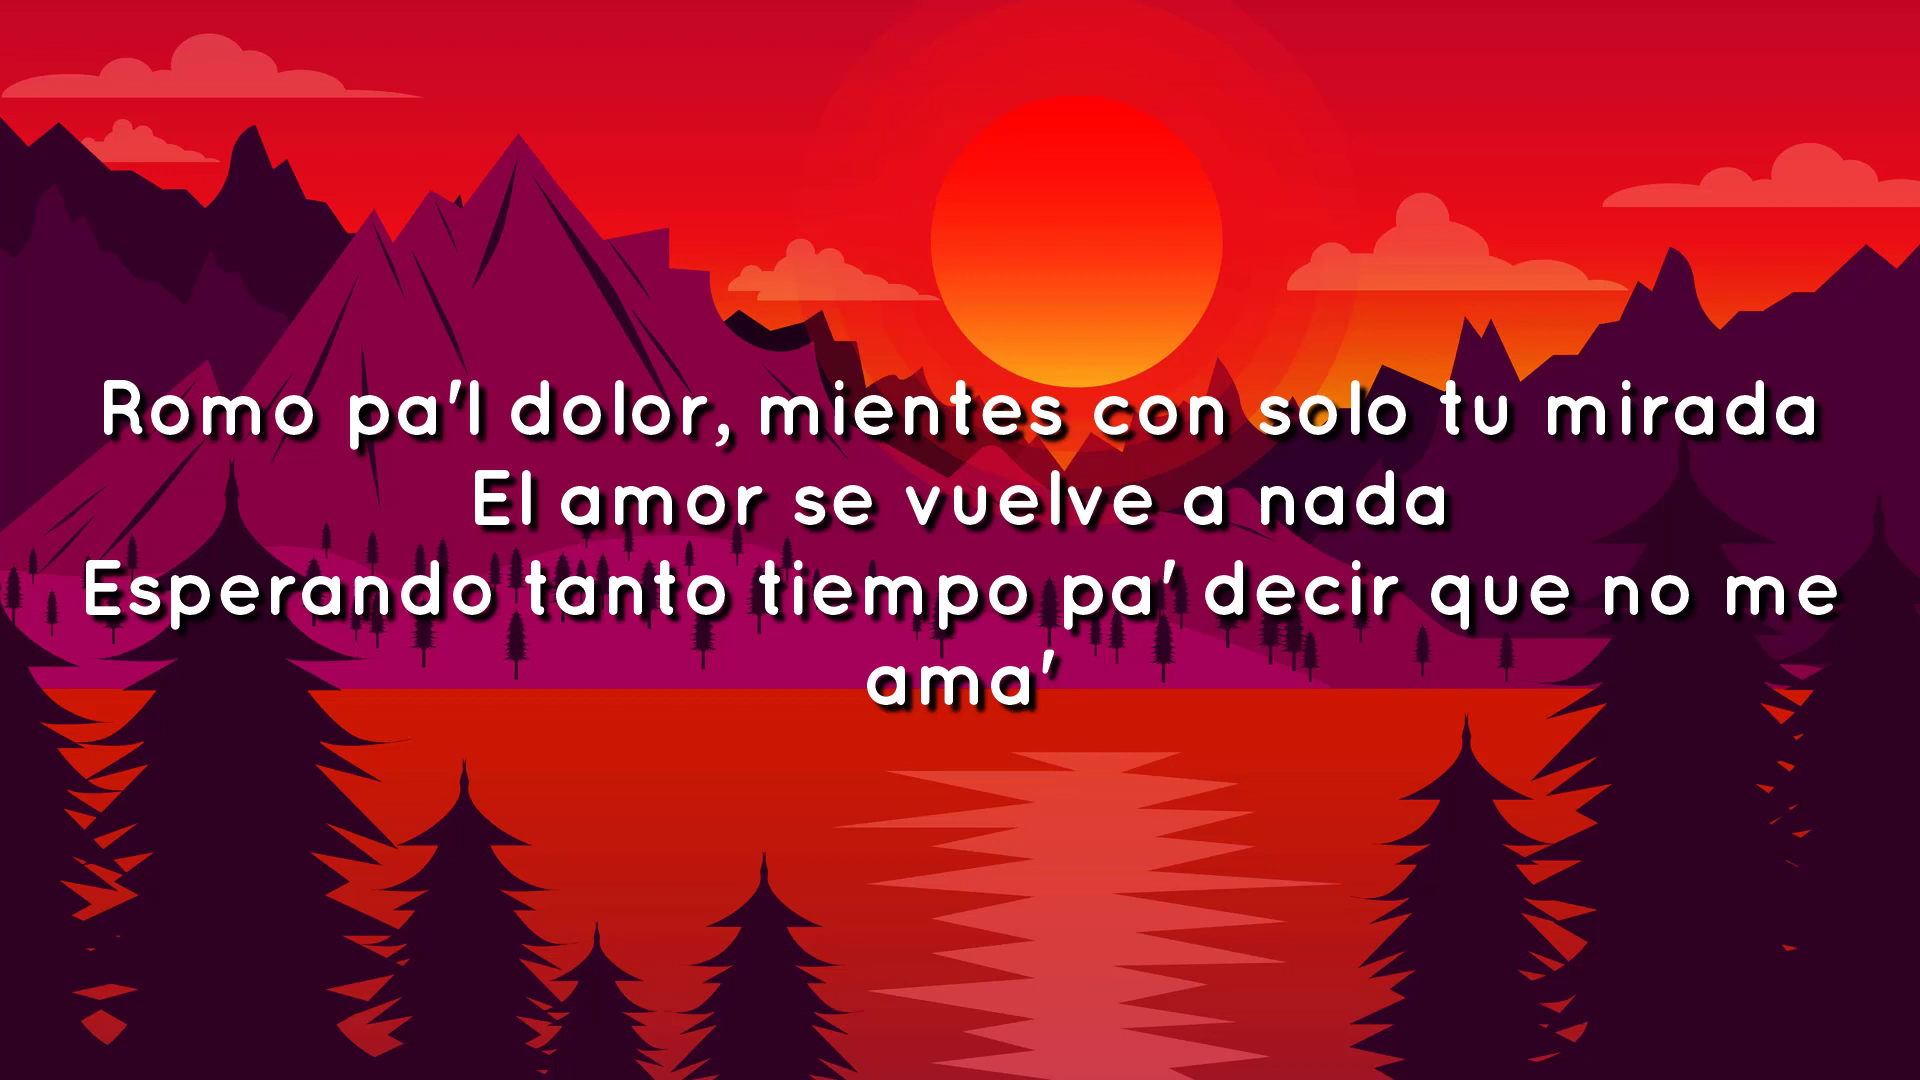 Romo pa'l dolor, mientes con solo tu mirada
El amor se vuelve a nada
Esperando tanto tiempo pa' decir que no me
ama'